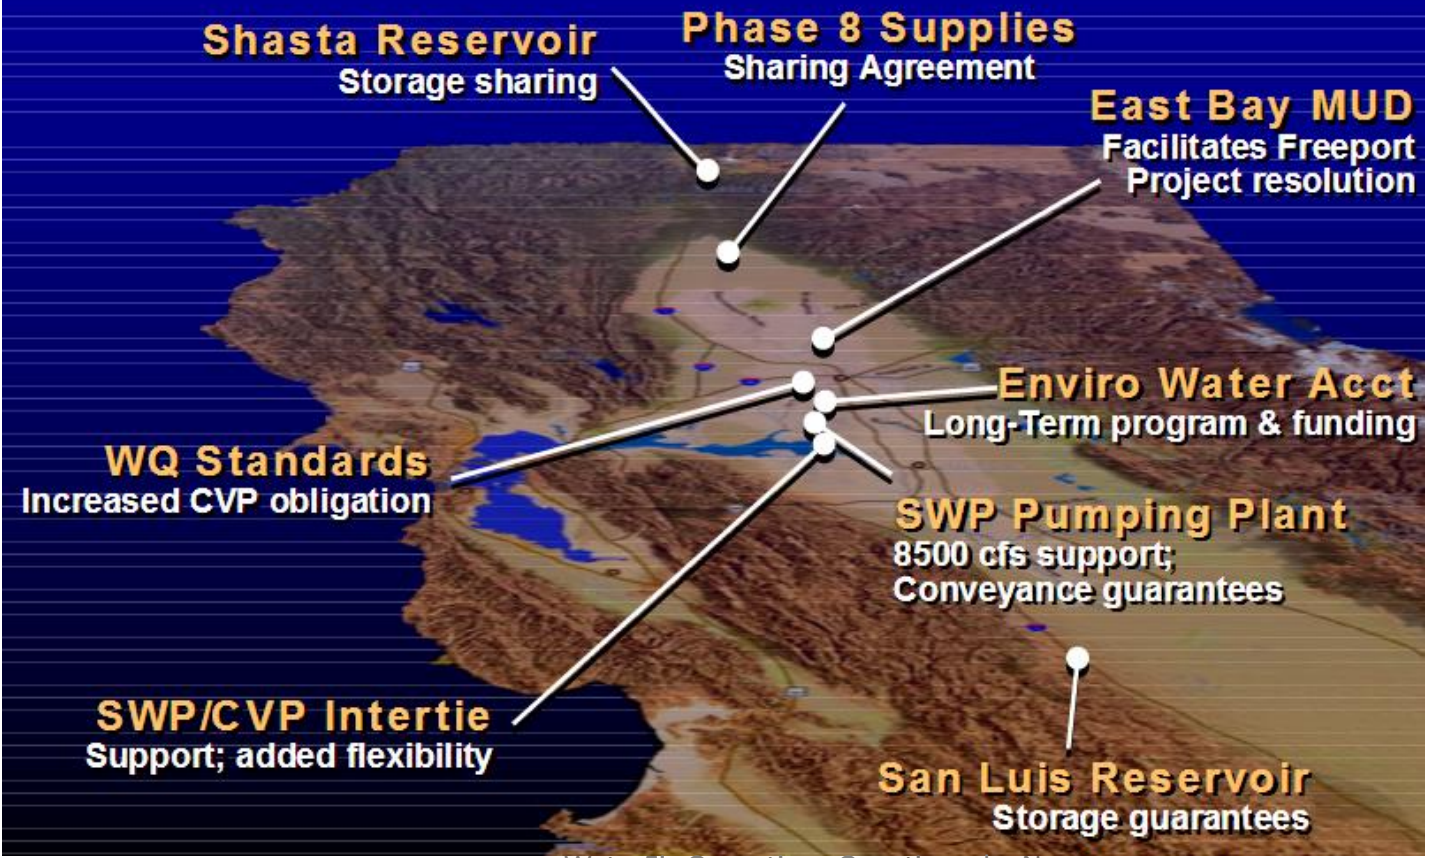 Shasta Reservoir
Storage sharing
Phase 8 Supplies
Sharing Agreement
East Bay MUD
Facilitates Freeport
Project resolution
Enviro Water Acct
Long-Term program & funding
WQ Standards
Increased CVP obligation
SWP Pumping Plant
8500 cfs support;
Conveyance guarantees
SWP/CVP Intertie
Support; added flexibility
San Luis Reservoir
Storage guarantees